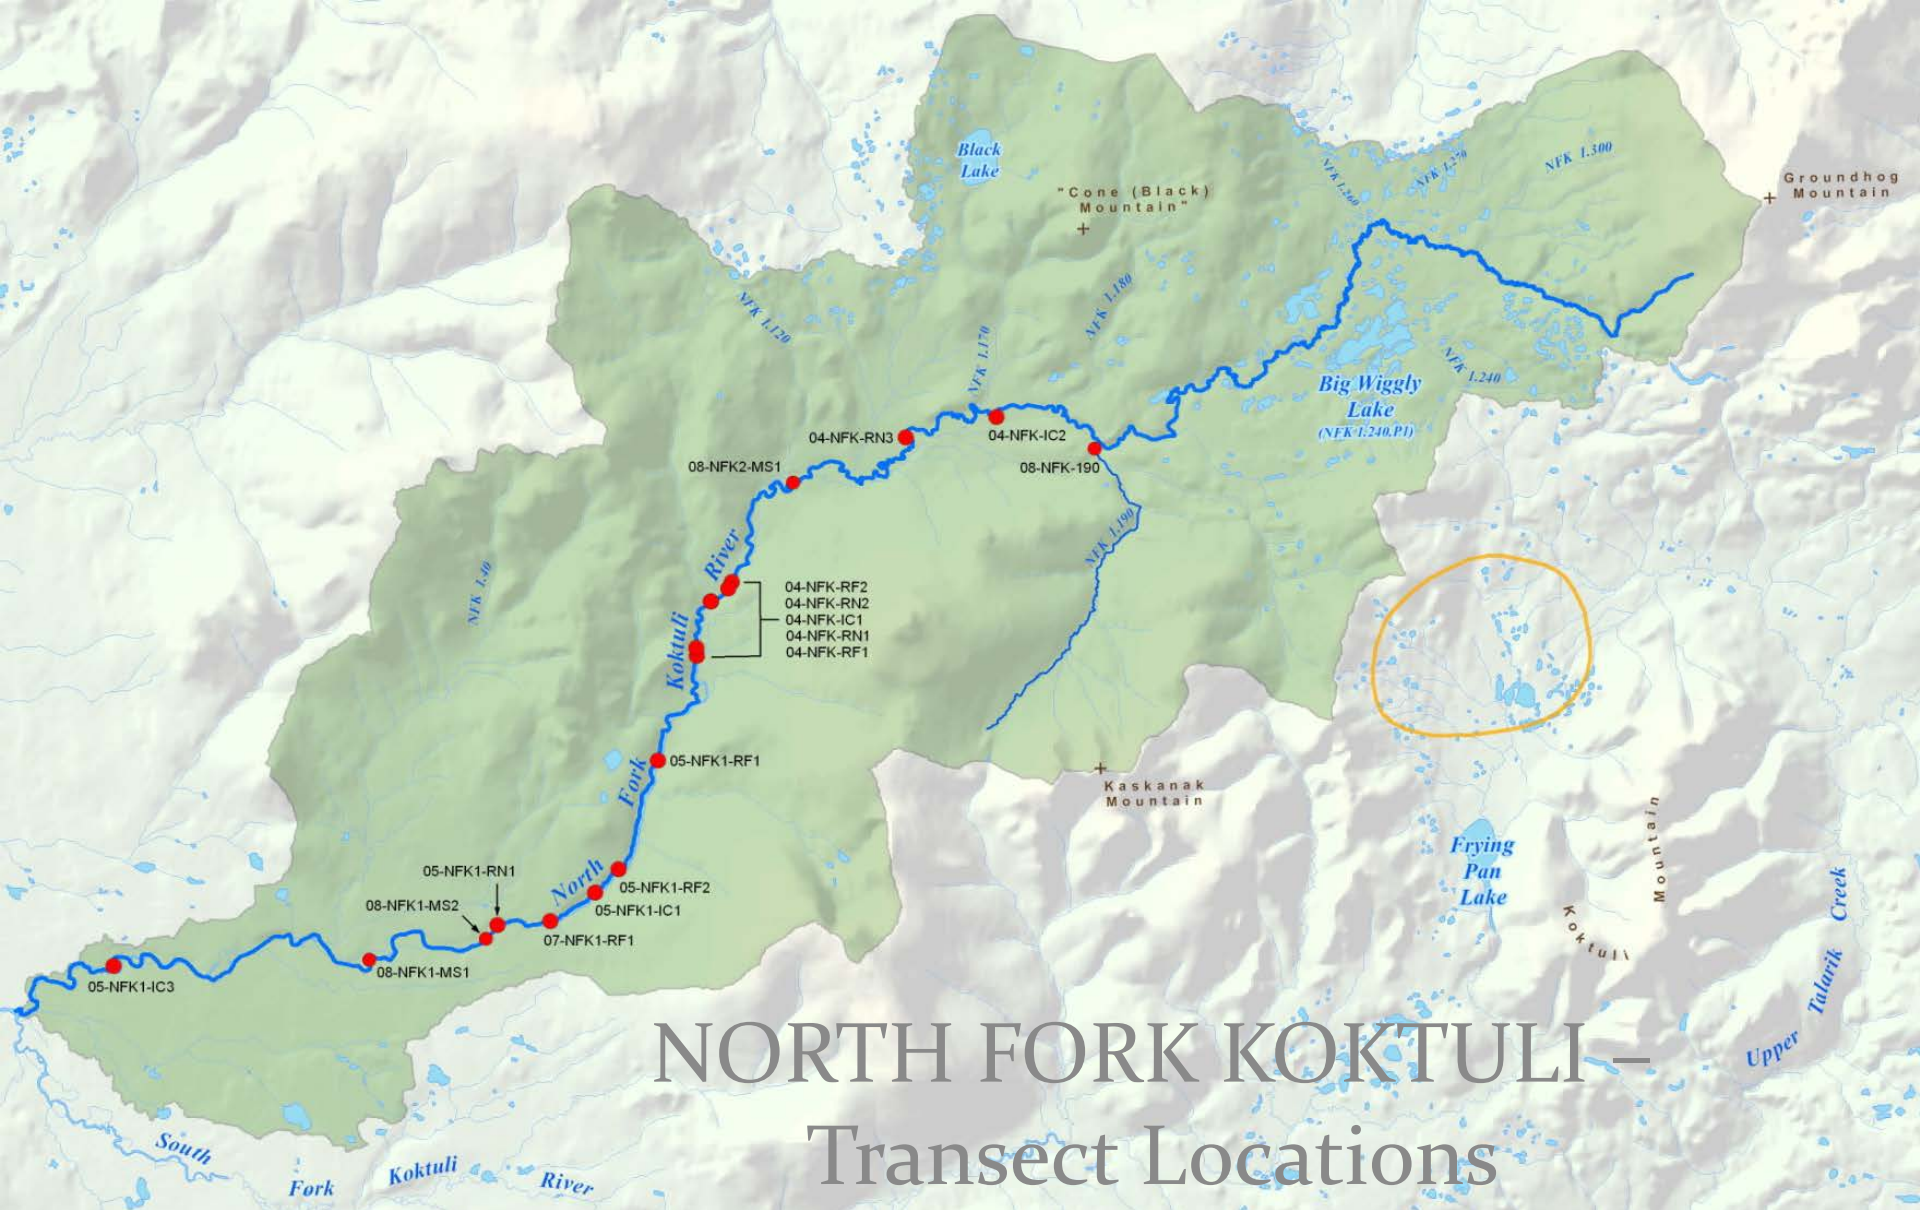 Black
Lake
"Cone (Black)
Mountain"
NFK 1.260
NFK 1.270
NFK 1.300
Groundhog
Mountain
NFK 1.120
NFK 1.170
NFK 1.180
NFK 1.240
Big Wiggly
Lake
(NFK 1.240.P1)
04-NFK-RN3
04-NFK-IC2
08-NFK2-MS1
08-NFK-190
NFK 1.190
NFK 1.40
River
Koktuli
Fork
North
04-NFK-RF2
04-NFK-RN2
04-NFK-IC1
04-NFK-RN1
04-NFK-RF1
05-NFK1-RF1
Kaskanak
Mountain
Frying
Pan
Lake
Koktuli
Mountain
Upper Talarik Creek
05-NFK1-RN1
05-NFK1-RF2
08-NFK1-MS2
05-NFK1-IC1
07-NFK1-RF1
08-NFK1-MS1
05-NFK1-IC3
South Fork Koktuli River
NORTH FORK KOKTULI –
Transect Locations